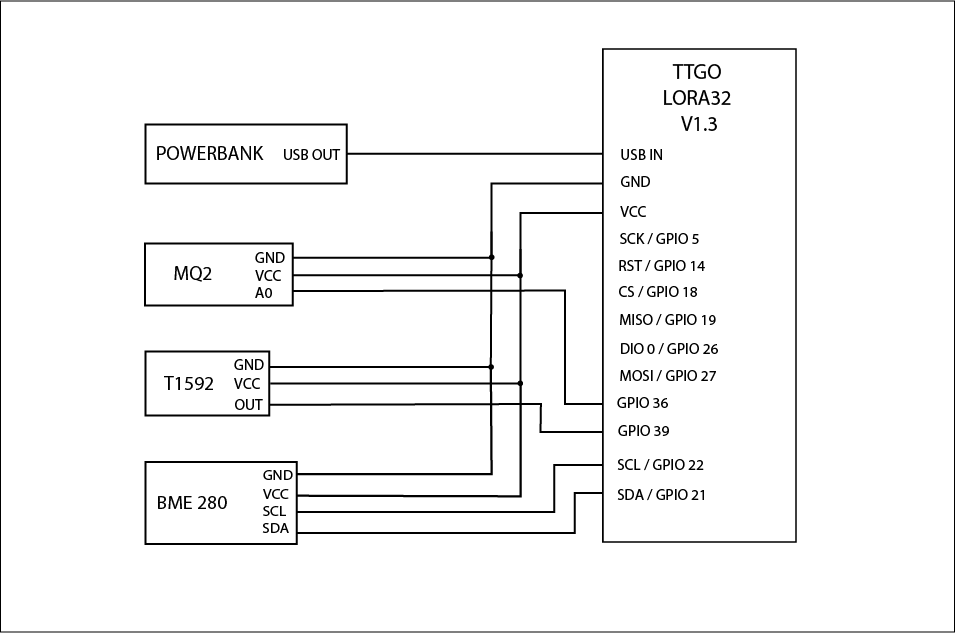 TTGO
LORA32
V1.3
POWERBANK USB OUT
USB IN
GND
VCC
SCK / GPIO 5
RST / GPIO 14
CS / GPIO 18
MISO / GPIO 19
DIO 0 / GPIO 26
MOSI / GPIO 27
GPIO 36
GPIO 39
SCL / GPIO 22
SDA / GPIO 21
MQ2
GND
VCC
A0
T1592
GND
VCC
OUT
BME 280
GND
VCC
SCL
SDA